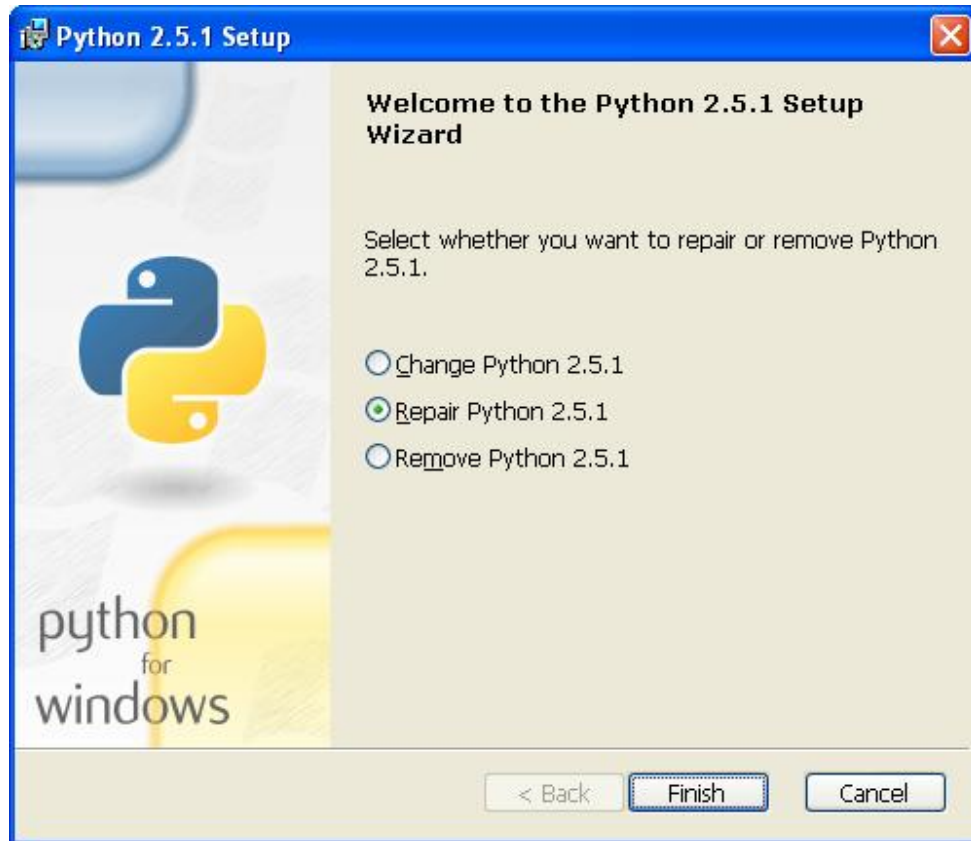 Python 2.5.1 Setup
Welcome to the Python 2.5.1 Setup
Wizard
Select whether you want to repair or remove Python
2.5.1.
Change Python 2.5.1
Repair Python 2.5.1
Remove Python 2.5.1
python
for
windows
< Back Finish Cancel